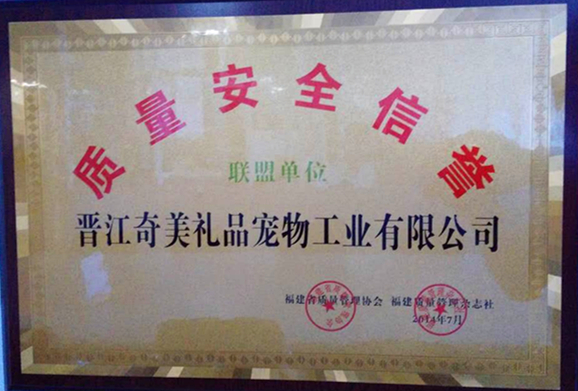 质量安全信誉
联盟单位
晋江奇美礼品宠物工业有限公司
福建省质量管理协会 福建质量管理杂志社
2014年7月